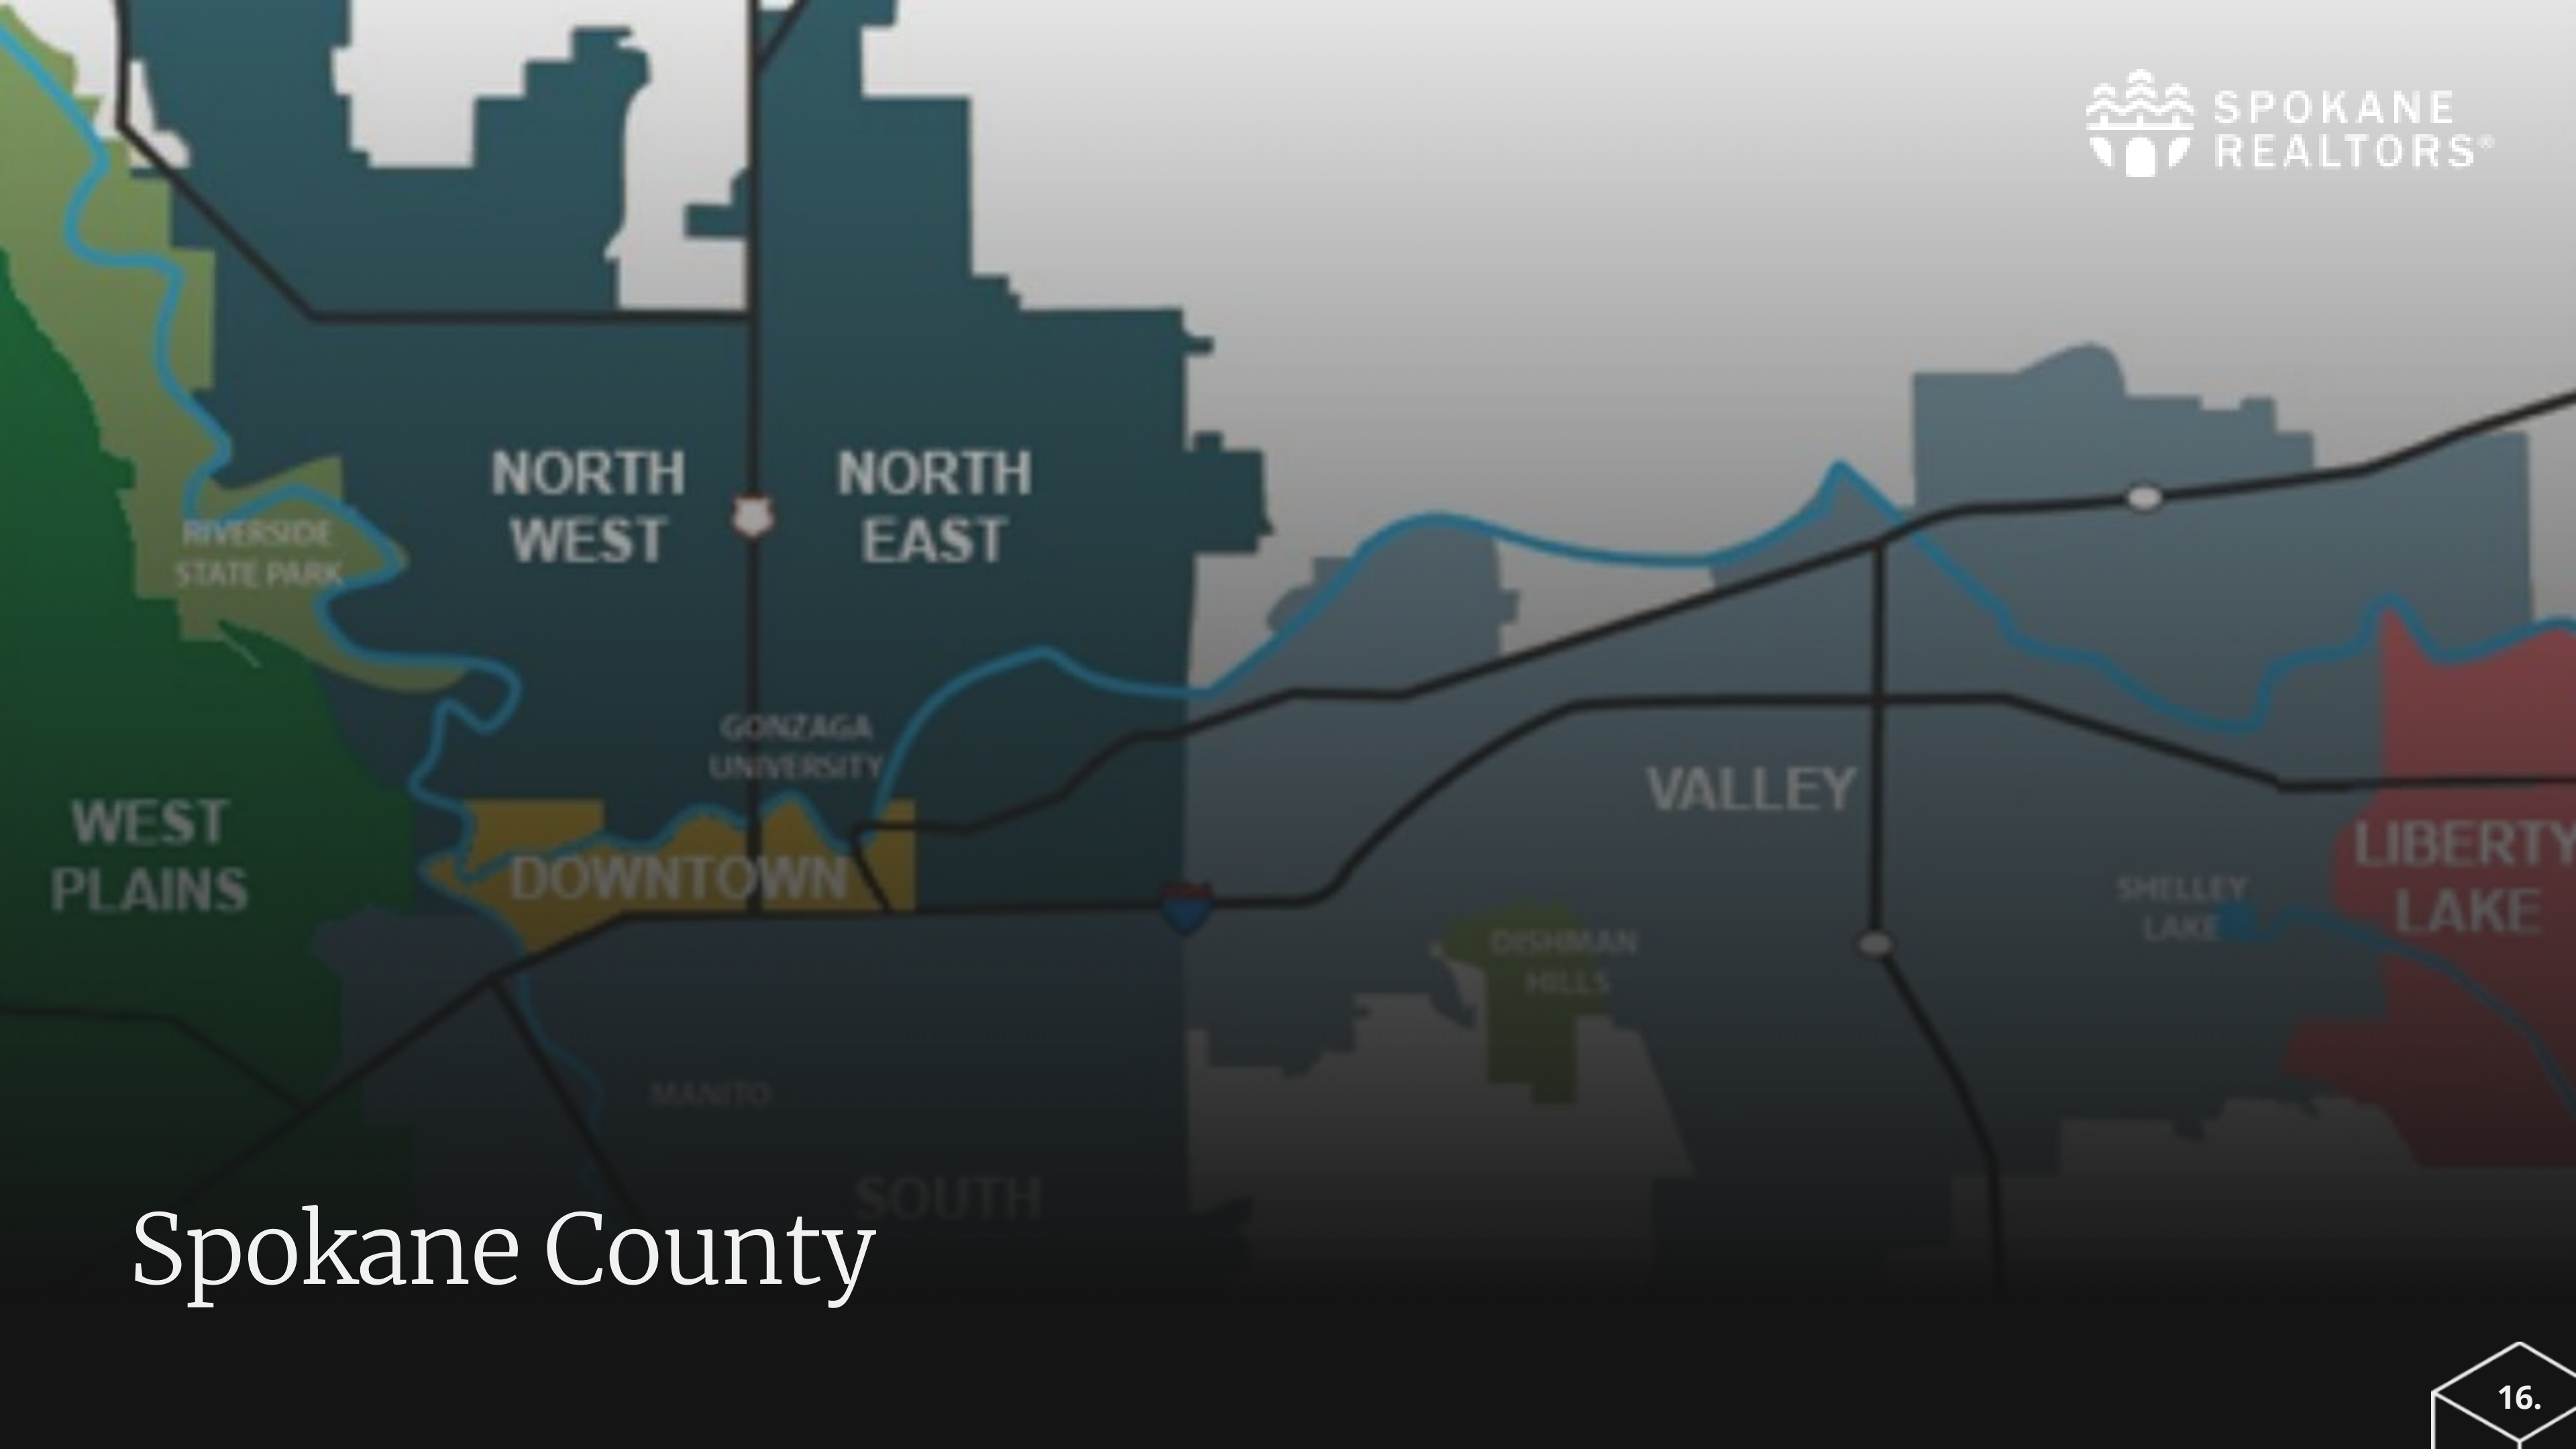 SPOKANE
REALTORS®
NORTH
WEST
NORTH
EAST
RIVERSIDE
STATE PARK
GONZAGA
UNIVERSITY
WEST
PLAINS
DOWNTOWN
VALLEY
LIBERTY
LAKE
SHELLEY
LAKE
DISHMAN
HILLS
MANITO
SOUTH
Spokane County
16.